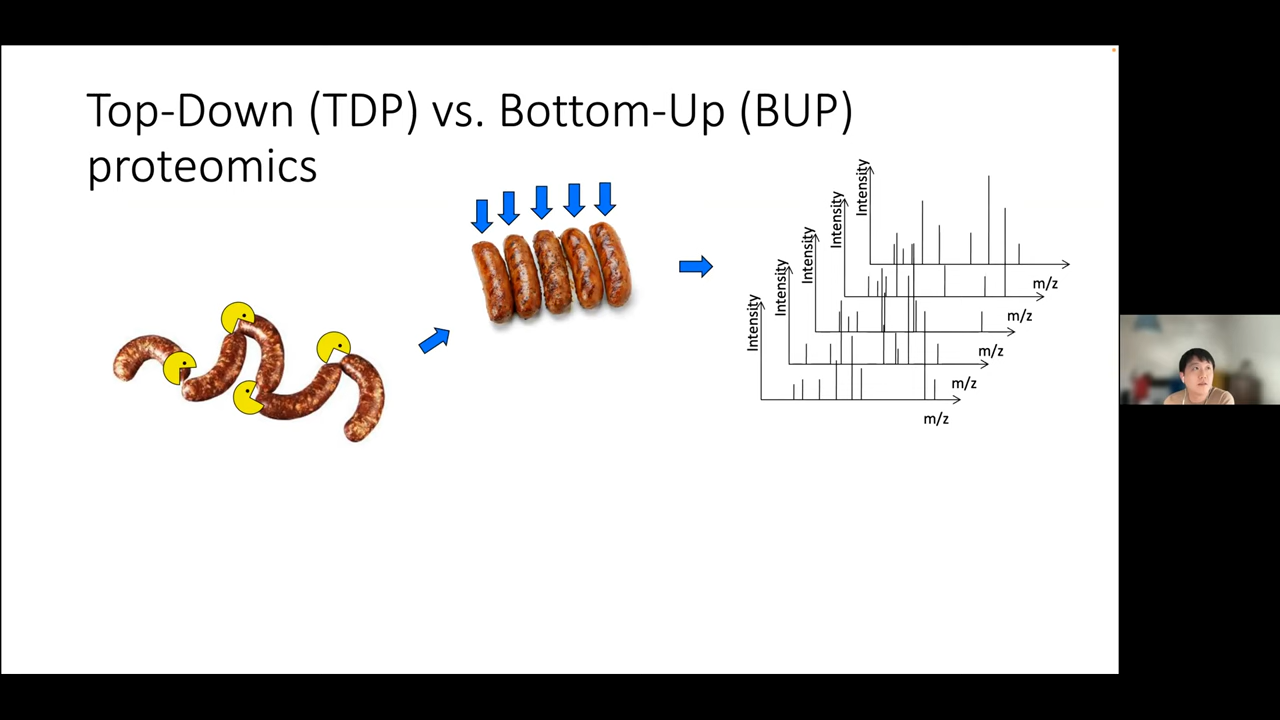 Top-Down (TDP) vs. Bottom-Up (BUP)
proteomics
Intensity
m/z
Intensity
m/z
Intensity
m/z
Intensity
m/z
Intensity
m/z